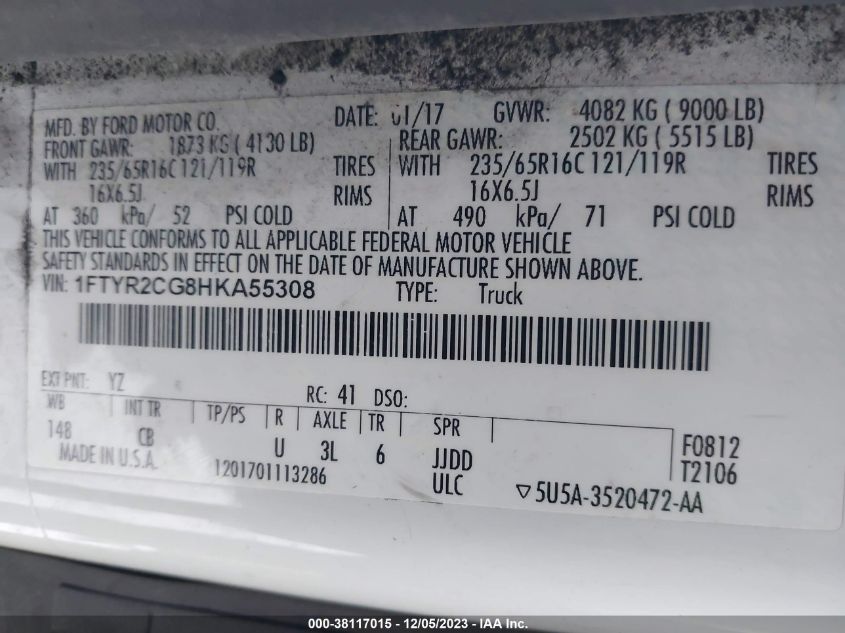 MFD. BY FORD MOTOR CO.
DATE: 01/17 GVWR: 4082 KG ( 9000 LB)
FRONT GAWR: 1873 KG ( 4130 LB)
REAR GAWR: 2502 KG ( 5515 LB)
WITH 235/65R16C 121/119R TIRES
WITH 235/65R16C 121/119R TIRES
16X6.5J RIMS
16X6.5J RIMS
AT 360 kPa/ 52 PSI COLD
AT 490 kPa/ 71 PSI COLD
THIS VEHICLE CONFORMS TO ALL APPLICABLE FEDERAL MOTOR VEHICLE
SAFETY STANDARDS IN EFFECT ON THE DATE OF MANUFACTURE SHOWN ABOVE.
VIN: 1FTYR2CG8HKA55308 TYPE: Truck
EXT PNT: YZ RC: 41 DSO:
WB INT TR TP/PS R AXLE TR SPR
148 CB U 3L 6 JJDD F0812
MADE IN U.S.A. 1201701113286 ULC T2106
▽5U5A-3520472-AA
000-38117015 - 12/05/2023 - IAA Inc.